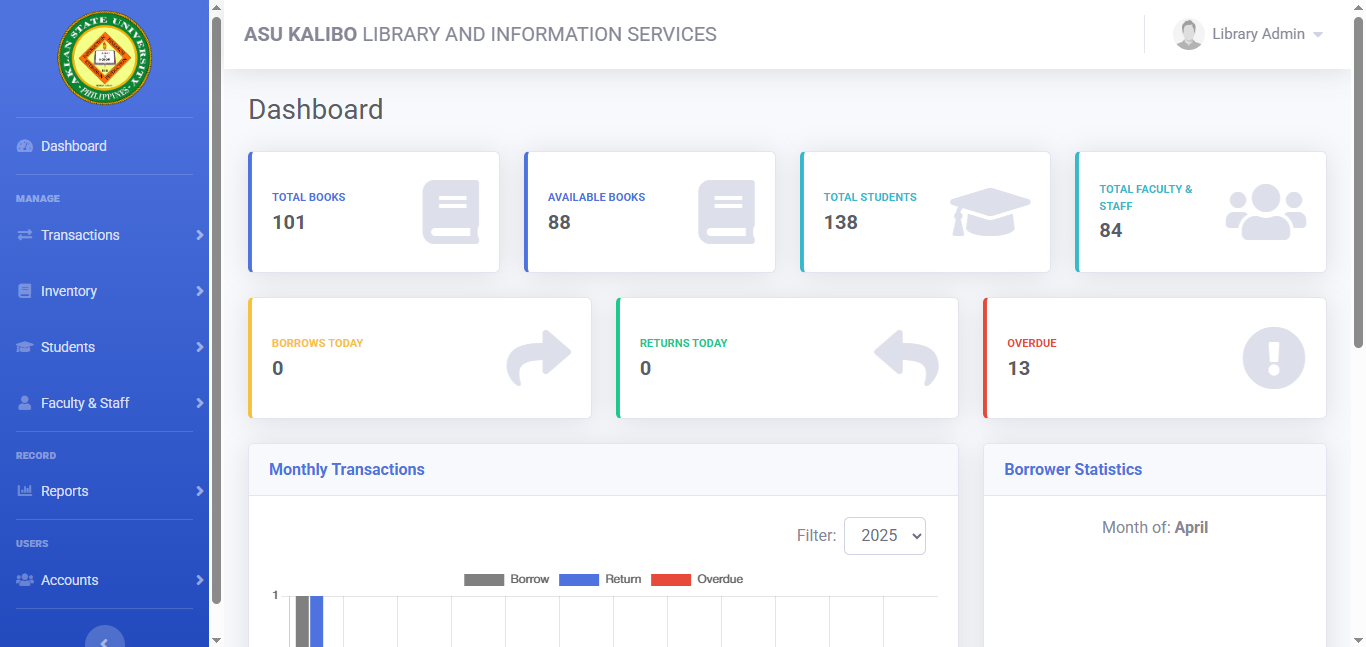 AKLAN STATE UNIVERSITY
PHILIPPINES
ASU KALIBO LIBRARY AND INFORMATION SERVICES
Library Admin
Dashboard
MANAGE
Transactions
Inventory
Students
Faculty & Staff
RECORD
Reports
USERS
Accounts
Dashboard
TOTAL BOOKS
101
AVAILABLE BOOKS
88
TOTAL STUDENTS
138
TOTAL FACULTY &
STAFF
84
BORROWS TODAY
0
RETURNS TODAY
0
OVERDUE
13
Monthly Transactions
Filter: 2025
Borrow Return Overdue
1
Borrower Statistics
Month of: April